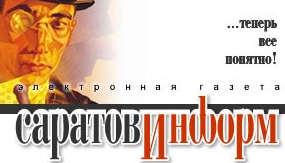 ...теперь
все
понятно!
электронная газета
саратовинформ